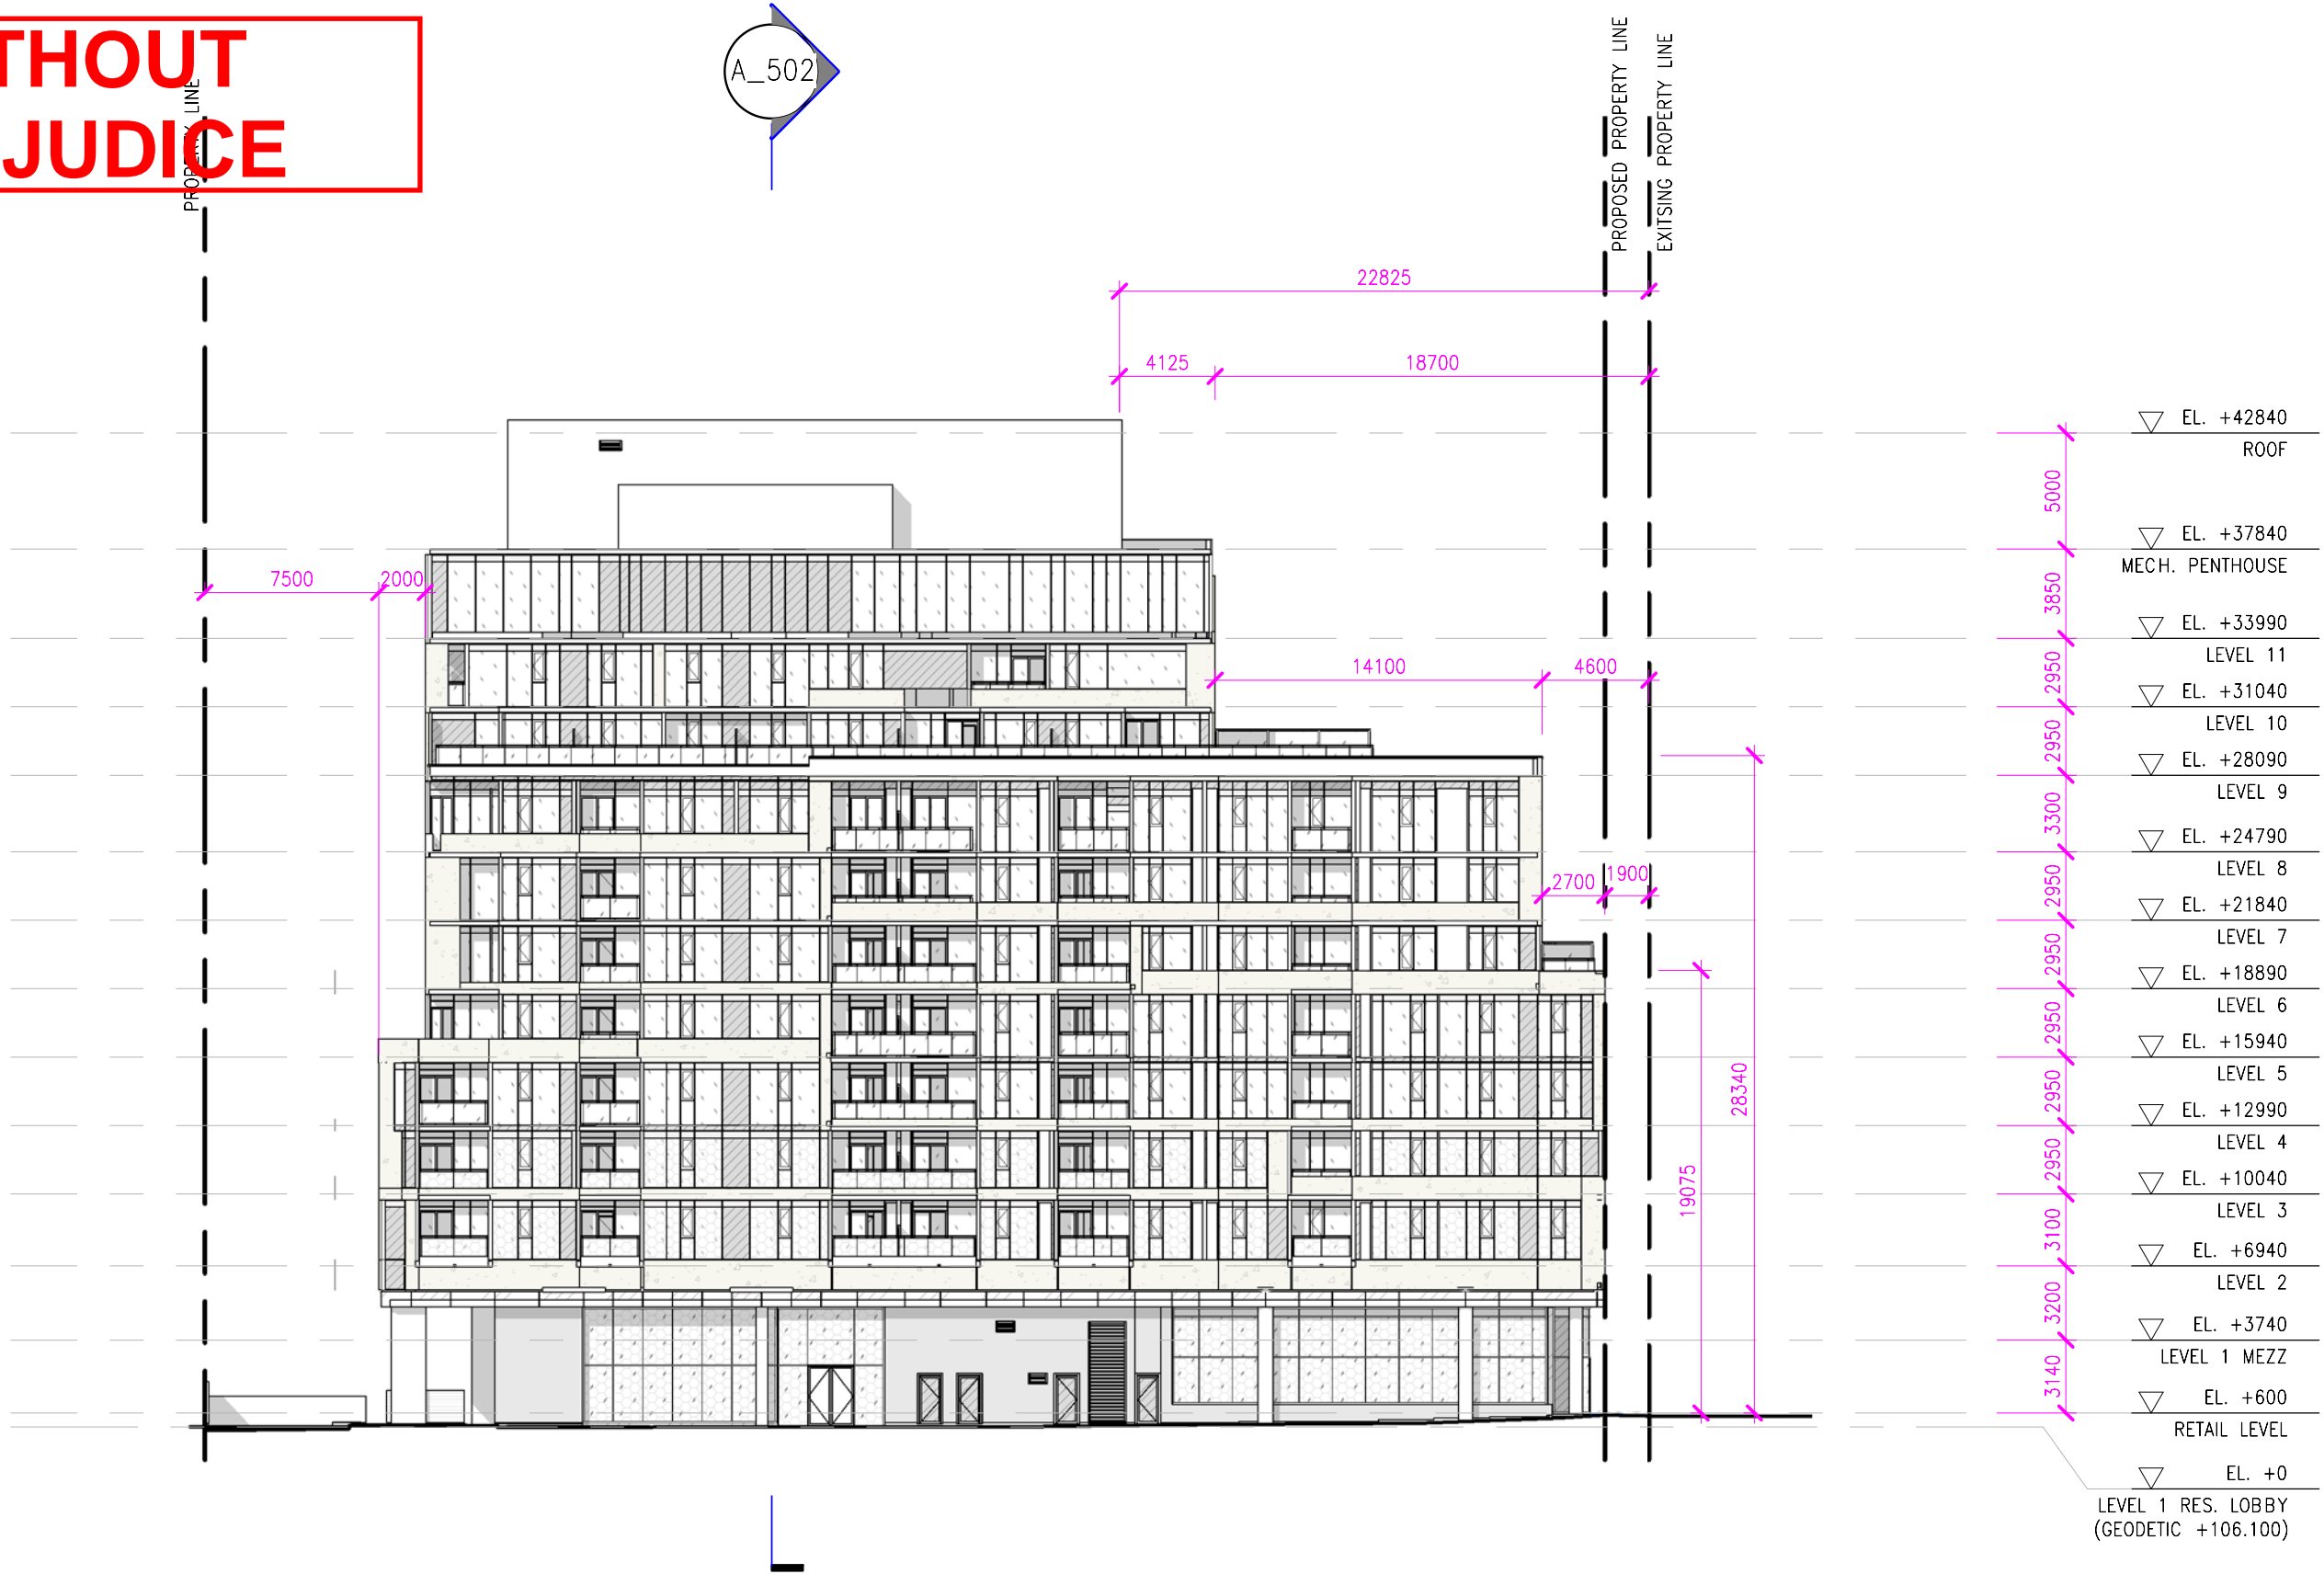 THOUT
JUDICE
PROPERTY LINE
A_502
PROPOSED PROPERTY LINE
EXITSING PROPERTY LINE
22825
4125
18700
7500
2000
14100
4600
2700
1900
28340
19075
5000
3850
2950
2950
3300
2950
2950
2950
2950
2950
3100
3200
3140
EL. +42840
ROOF
EL. +37840
MECH. PENTHOUSE
EL. +33990
LEVEL 11
EL. +31040
LEVEL 10
EL. +28090
LEVEL 9
EL. +24790
LEVEL 8
EL. +21840
LEVEL 7
EL. +18890
LEVEL 6
EL. +15940
LEVEL 5
EL. +12990
LEVEL 4
EL. +10040
LEVEL 3
EL. +6940
LEVEL 2
EL. +3740
LEVEL 1 MEZZ
EL. +600
RETAIL LEVEL
EL. +0
LEVEL 1 RES. LOBBY
(GEODETIC +106.100)